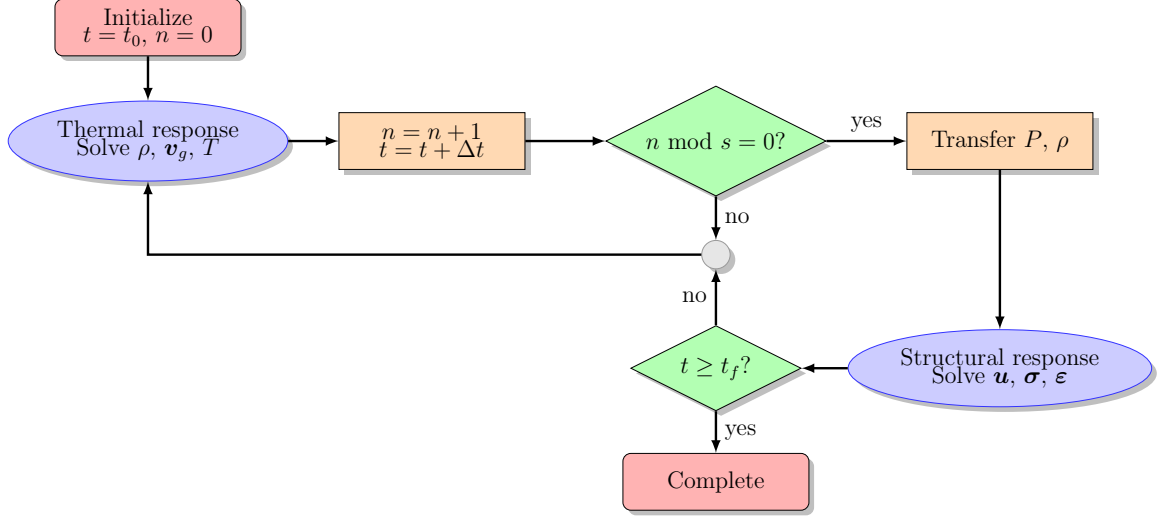 Initialize
t = t₀, n = 0
Thermal response
Solve ρ, 𝒗_g, T
n = n + 1
t = t + Δt
n mod s = 0?
yes
Transfer P, ρ
no
no
t ≥ t_f?
Structural response
Solve 𝒖, 𝝈, 𝜺
yes
Complete